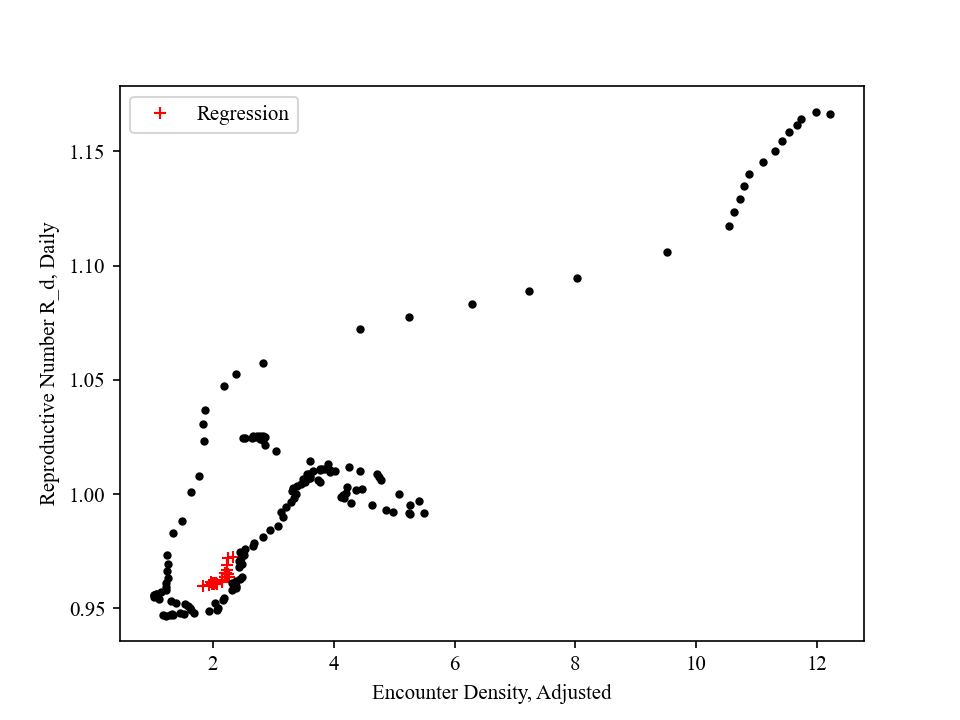 Regression
1.15
1.10
1.05
1.00
0.95
Reproductive Number R_d, Daily
2 4 6 8 10 12
Encounter Density, Adjusted